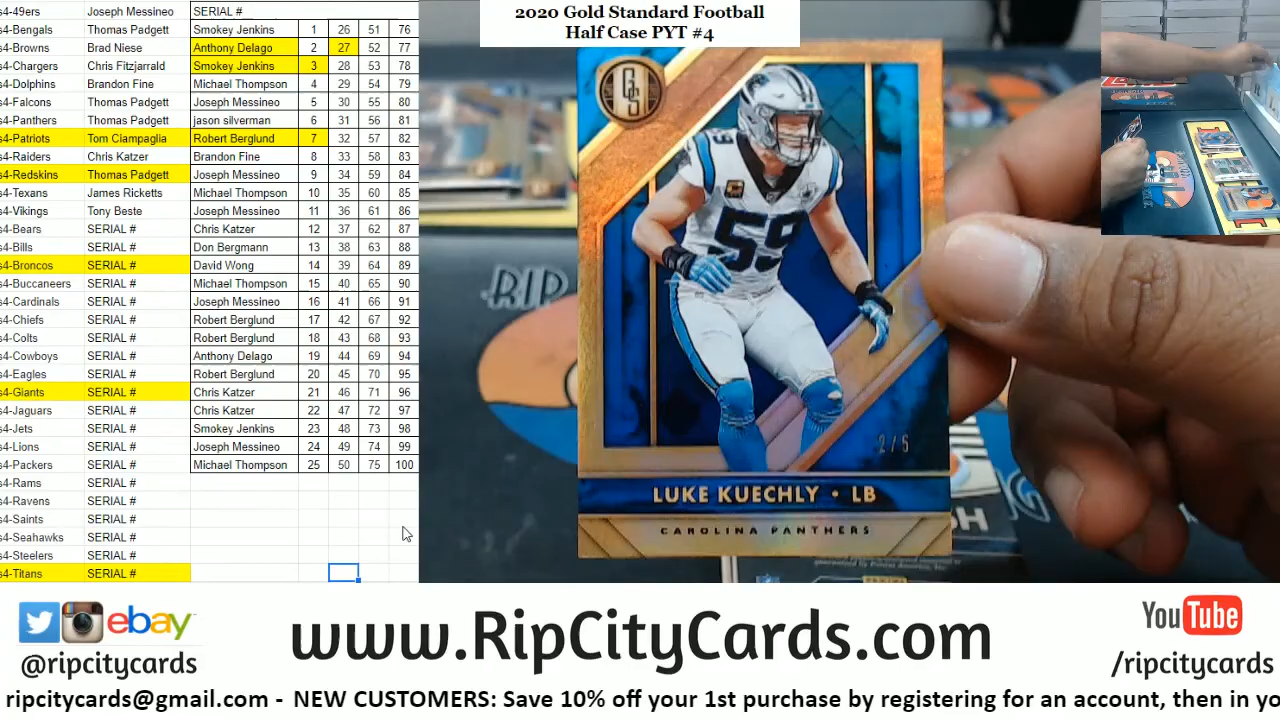 2020 Gold Standard Football
Half Case PYT #4
s4-49ers Joseph Messineo SERIAL #
s4-Bengals Thomas Padgett Smokey Jenkins 1 26 51 76
s4-Browns Brad Niese Anthony Delago 2 27 52 77
s4-Chargers Chris Fitzjarrald Smokey Jenkins 3 28 53 78
s4-Dolphins Brandon Fine Michael Thompson 4 29 54 79
s4-Falcons Thomas Padgett Joseph Messineo 5 30 55 80
s4-Panthers Thomas Padgett jason silverman 6 31 56 81
s4-Patriots Tom Ciampaglia Robert Berglund 7 32 57 82
s4-Raiders Chris Katzer Brandon Fine 8 33 58 83
s4-Redskins Thomas Padgett Joseph Messineo 9 34 59 84
s4-Texans James Ricketts Michael Thompson 10 35 60 85
s4-Vikings Tony Beste Joseph Messineo 11 36 61 86
s4-Bears SERIAL # Chris Katzer 12 37 62 87
s4-Bills SERIAL # Don Bergmann 13 38 63 88
s4-Broncos SERIAL # David Wong 14 39 64 89
s4-Buccaneers SERIAL # Michael Thompson 15 40 65 90
s4-Cardinals SERIAL # Joseph Messineo 16 41 66 91
s4-Chiefs SERIAL # Robert Berglund 17 42 67 92
s4-Colts SERIAL # Robert Berglund 18 43 68 93
s4-Cowboys SERIAL # Anthony Delago 19 44 69 94
s4-Eagles SERIAL # Robert Berglund 20 45 70 95
s4-Giants SERIAL # Chris Katzer 21 46 71 96
s4-Jaguars SERIAL # Chris Katzer 22 47 72 97
s4-Jets SERIAL # Smokey Jenkins 23 48 73 98
s4-Lions SERIAL # Joseph Messineo 24 49 74 99
s4-Packers SERIAL # Michael Thompson 25 50 75 100
s4-Rams SERIAL #
s4-Ravens SERIAL #
s4-Saints SERIAL #
s4-Seahawks SERIAL #
s4-Steelers SERIAL #
s4-Titans SERIAL #
GS
59
59
2/5
LUKE KUECHLY • LB
CAROLINA PANTHERS
RIP
ebay
@ripcitycards
www.RipCityCards.com
YouTube
/ripcitycards
ripcitycards@gmail.com - NEW CUSTOMERS: Save 10% off your 1st purchase by registering for an account, then in yo